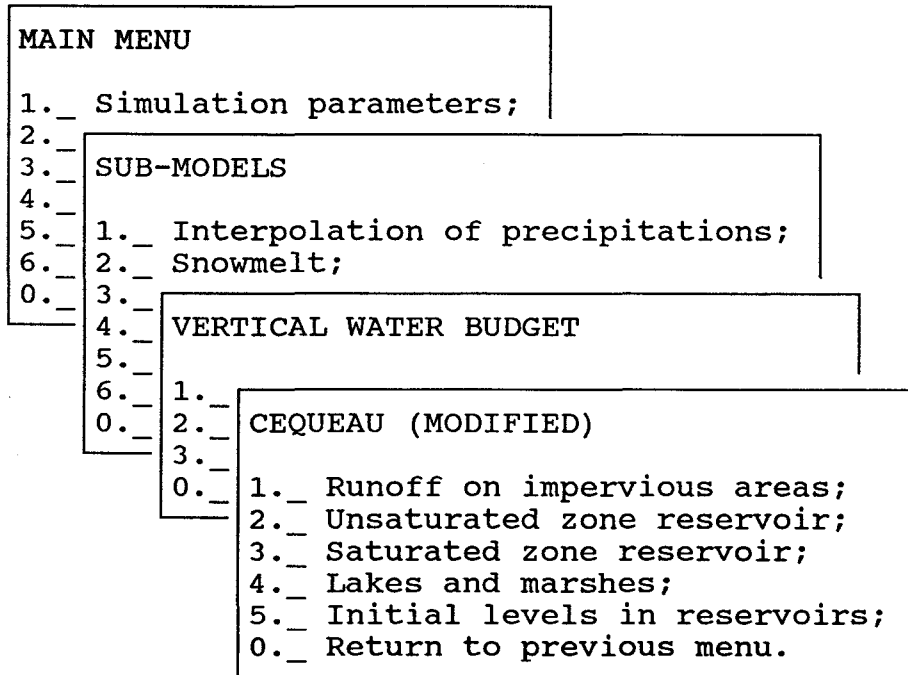 MAIN MENU
1._ Simulation parameters;
2._
3._
4._
5._
6._
0._
SUB-MODELS
1._ Interpolation of precipitations;
2._ Snowmelt;
3._
4._
5._
6._
0._
VERTICAL WATER BUDGET
1._
2._
3._
0._
CEQUEAU (MODIFIED)
1._ Runoff on impervious areas;
2._ Unsaturated zone reservoir;
3._ Saturated zone reservoir;
4._ Lakes and marshes;
5._ Initial levels in reservoirs;
0._ Return to previous menu.